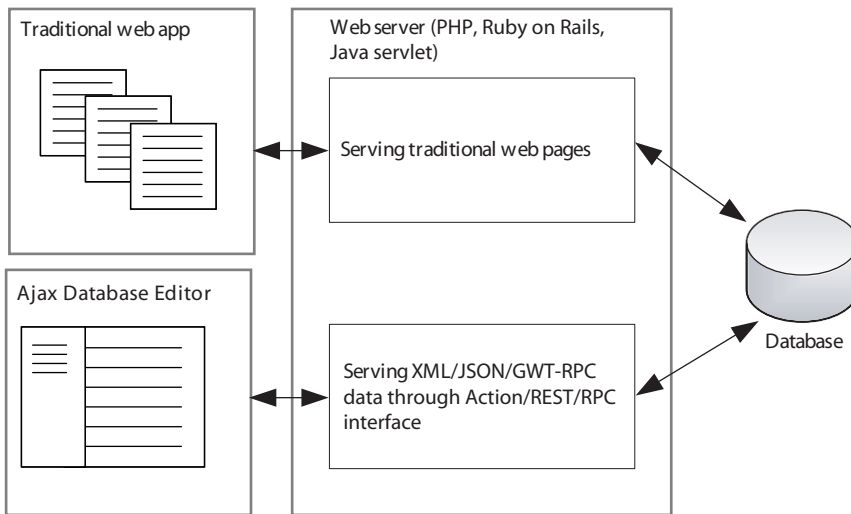 Traditional web app
Web server (PHP, Ruby on Rails,
Java servlet)
Serving traditional web pages
Ajax Database Editor
Serving XML/JSON/GWT-RPC
data through Action/REST/RPC
interface
Database